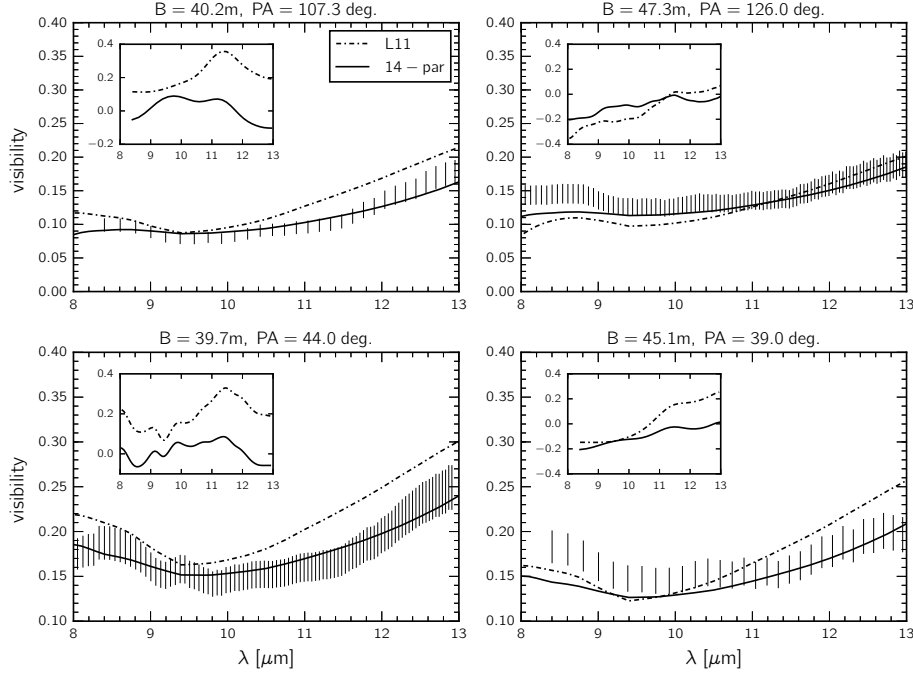 B = 40.2m, PA = 107.3 deg.
L11
14 − par
0.40
0.35
0.30
0.25
0.20
0.15
0.10
0.05
0.00
visibility
0.4
0.2
0.0
−0.2
8 9 10 11 12 13
8 9 10 11 12 13
B = 47.3m, PA = 126.0 deg.
0.40
0.35
0.30
0.25
0.20
0.15
0.10
0.05
0.00
0.4
0.2
0.0
−0.2
−0.4
8 9 10 11 12 13
8 9 10 11 12 13
B = 39.7m, PA = 44.0 deg.
0.40
0.35
0.30
0.25
0.20
0.15
0.10
visibility
0.4
0.2
0.0
8 9 10 11 12 13
8 9 10 11 12 13
λ [μm]
B = 45.1m, PA = 39.0 deg.
0.40
0.35
0.30
0.25
0.20
0.15
0.10
0.4
0.2
0.0
−0.2
−0.4
8 9 10 11 12 13
8 9 10 11 12 13
λ [μm]